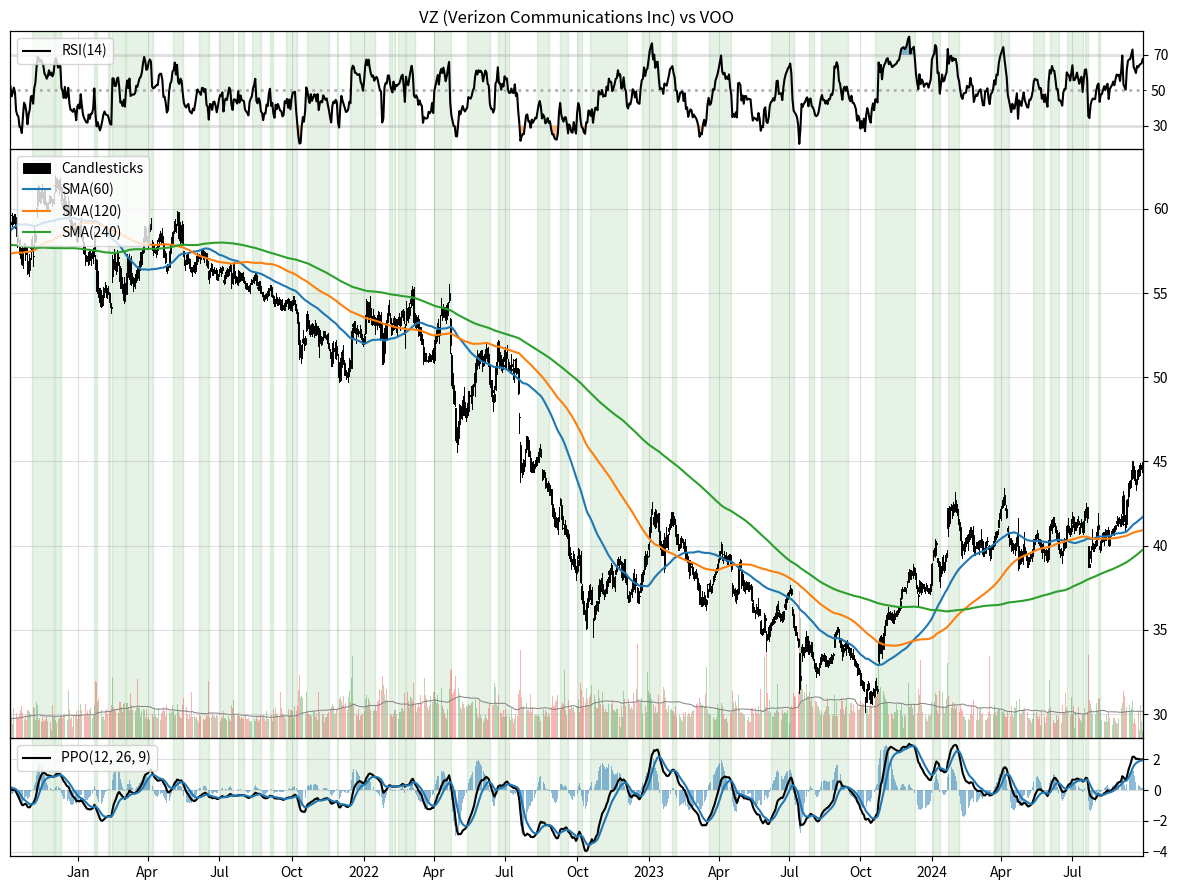 VZ (Verizon Communications Inc) vs VOO
RSI(14)
70
50
30
Candlesticks
SMA(60)
SMA(120)
SMA(240)
60
55
50
45
40
35
30
PPO(12, 26, 9)
2
0
−2
−4
Jan Apr Jul Oct 2022 Apr Jul Oct 2023 Apr Jul Oct 2024 Apr Jul